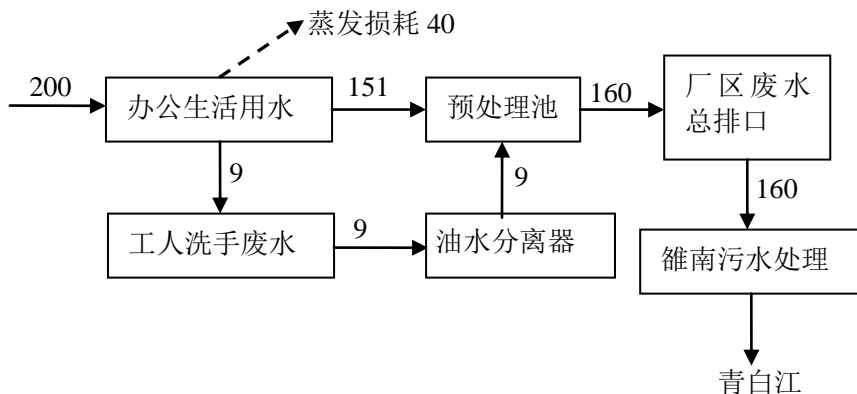 蒸发损耗 40
200
办公生活用水
151
预处理池
160
厂区废水
总排口
9
9
160
工人洗手废水
9
油水分离器
雒南污水处理
青白江